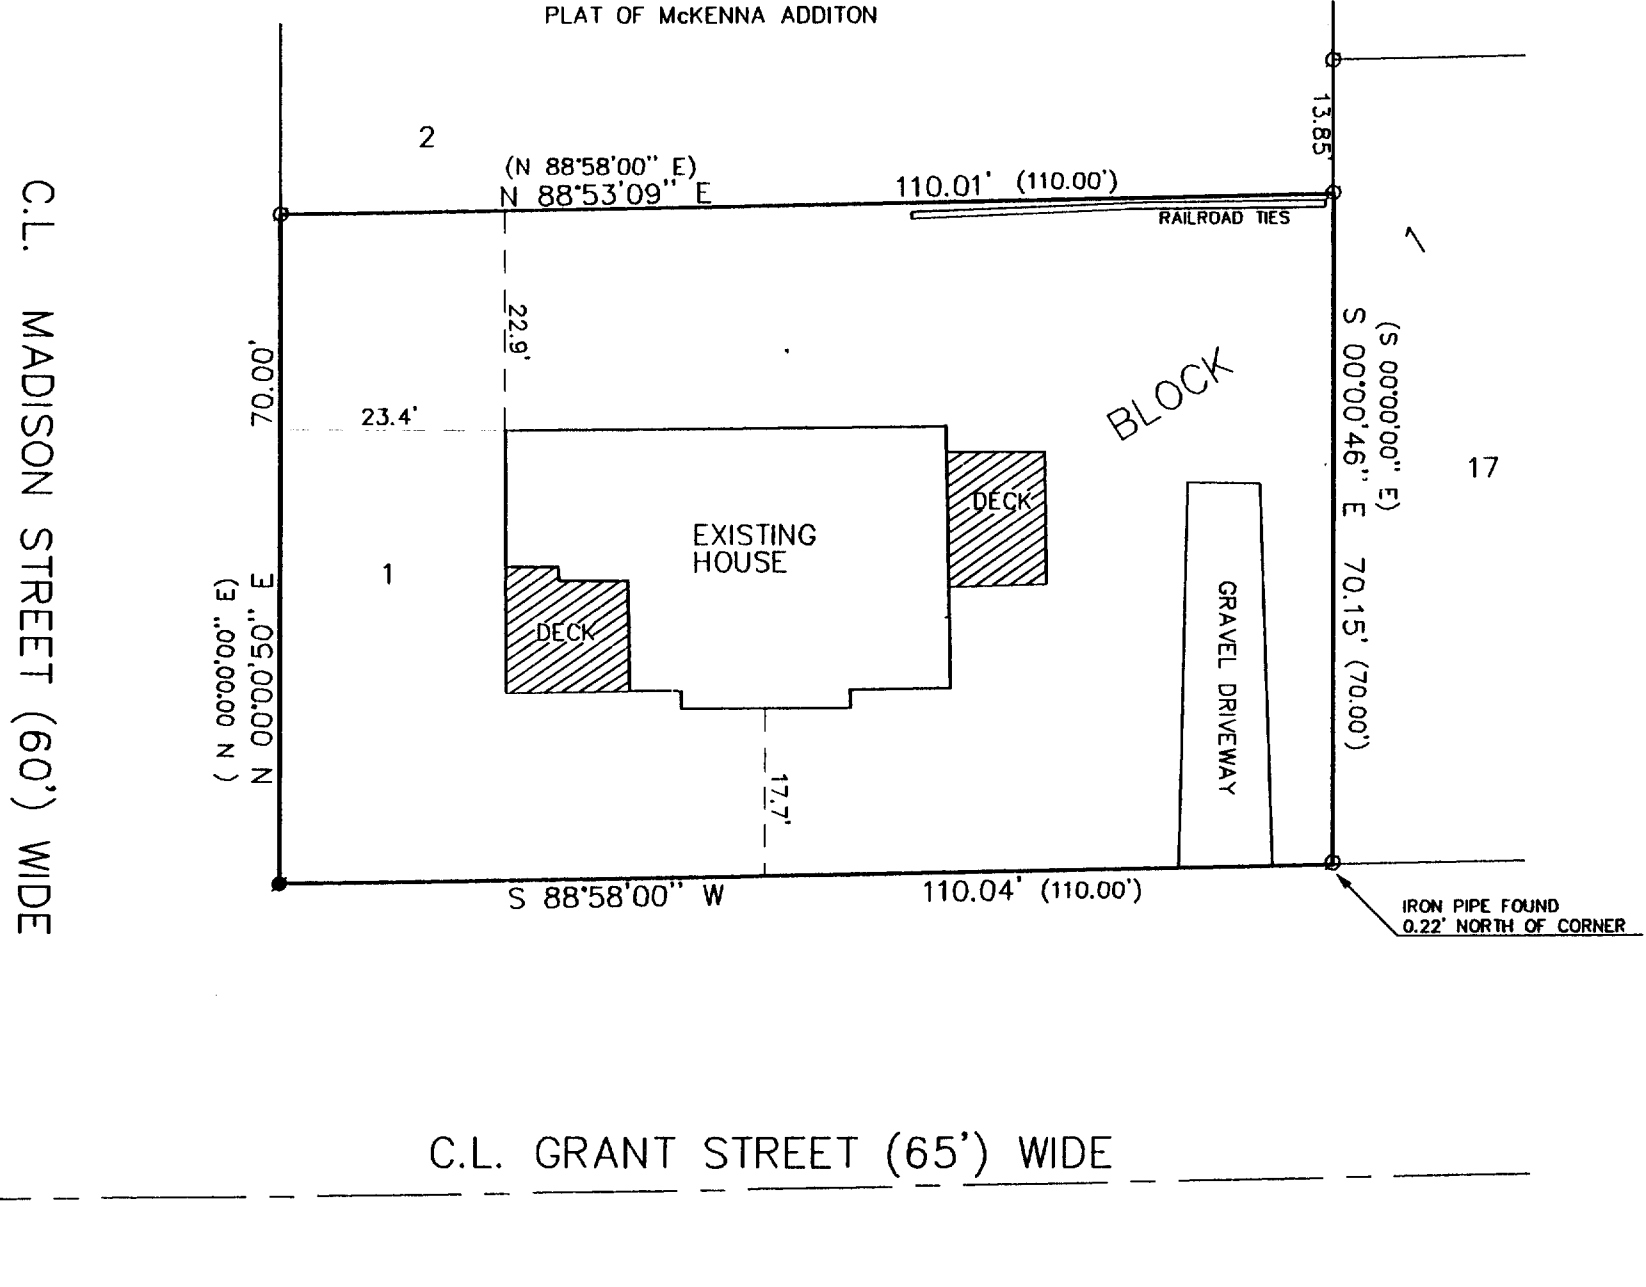 PLAT OF McKENNA ADDITON
13.85'
2
(N 88°58'00" E)
N 88°53'09" E
110.01' (110.00')
RAILROAD TIES
1
C.L. MADISON STREET (60') WIDE
70.00'
N 00°00'50" E
(N 00°00'00" E)
22.9'
23.4'
BLOCK
(S 00°00'00" E)
S 00°00'46" E 70.15' (70.00')
17
DECK
EXISTING
HOUSE
1
DECK
GRAVEL DRIVEWAY
17.7'
S 88°58'00" W
110.04' (110.00')
IRON PIPE FOUND
0.22' NORTH OF CORNER
C.L. GRANT STREET (65') WIDE